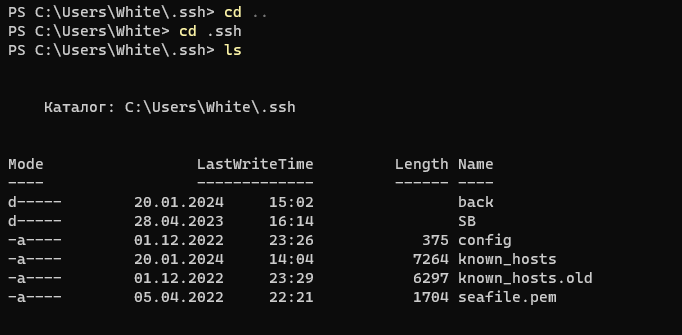 PS C:\Users\White\.ssh> cd ..
PS C:\Users\White> cd .ssh
PS C:\Users\White\.ssh> ls
Каталог: C:\Users\White\.ssh
Mode                 LastWriteTime         Length Name
----                 -------------         ------ ----
d-----        20.01.2024     15:02                back
d-----        28.04.2023     16:14                SB
-a----        01.12.2022     23:26            375 config
-a----        20.01.2024     14:04           7264 known_hosts
-a----        01.12.2022     23:29           6297 known_hosts.old
-a----        05.04.2022     22:21           1704 seafile.pem